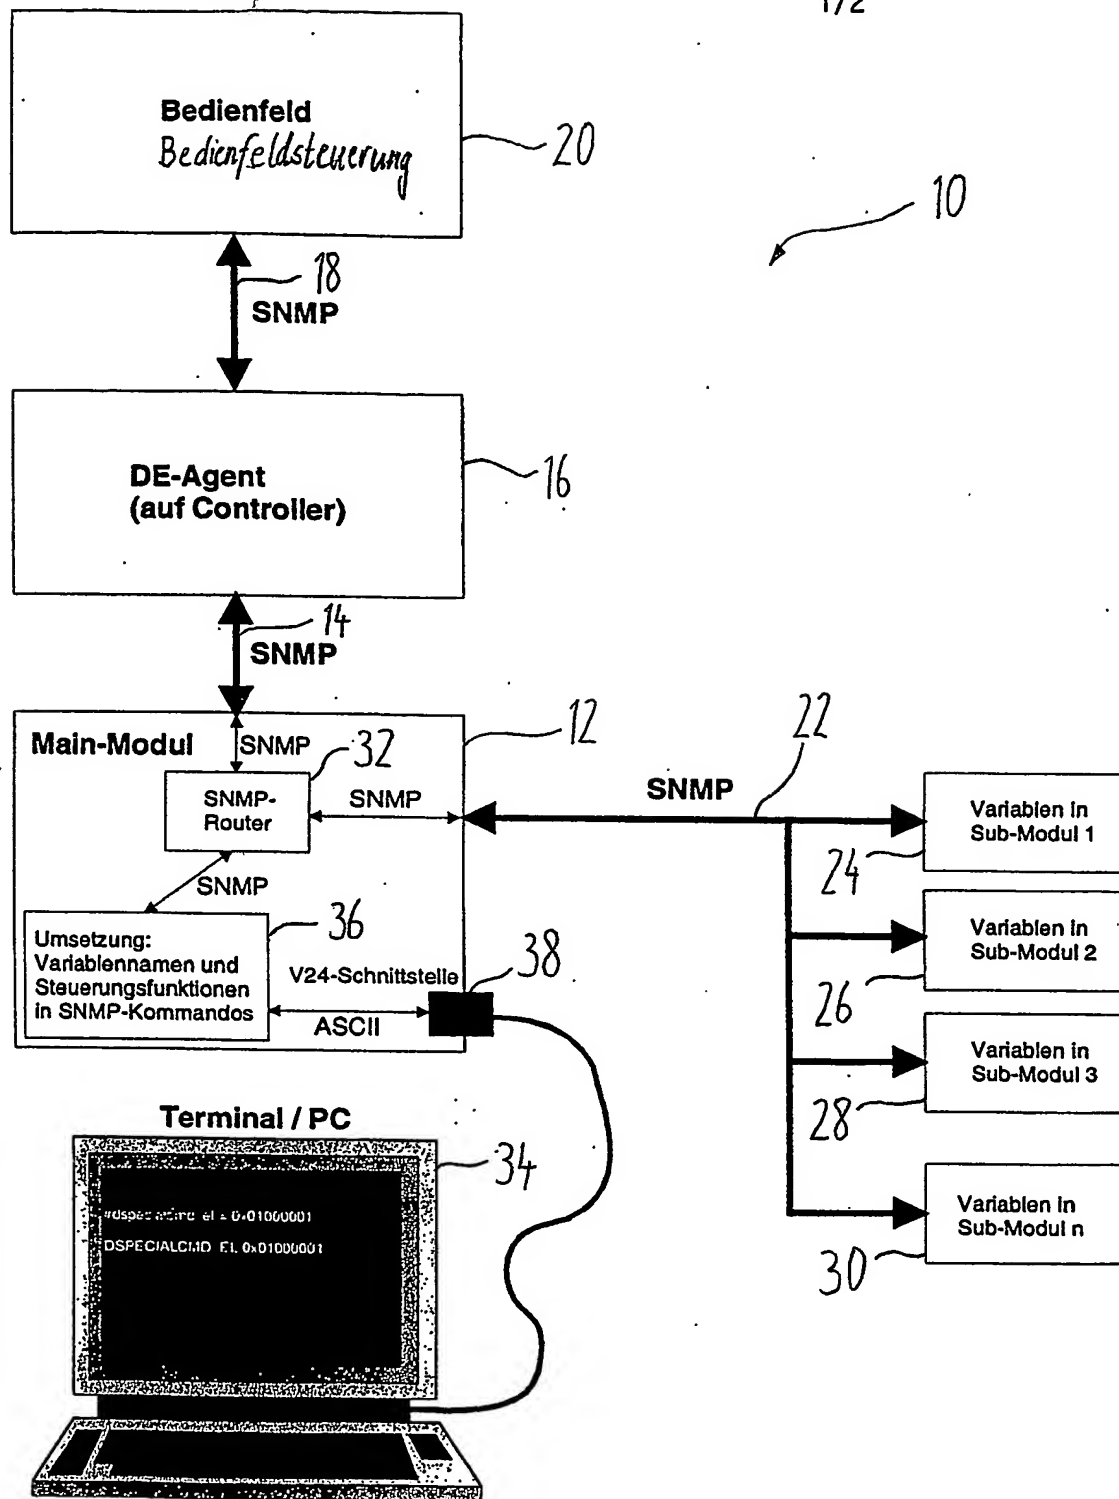 1/2
Bedienfeld
Bedienfeldsteuerung
20
10
18
SNMP
DE-Agent
(auf Controller)
16
14
SNMP
Main-Modul
12
SNMP
32
SNMP-
Router
SNMP
SNMP
22
Variablen in
Sub-Modul 1
24
SNMP
36
Umsetzung:
Variablennamen und
Steuerungsfunktionen
in SNMP-Kommandos
V24-Schnittstelle
38
ASCII
Variablen in
Sub-Modul 2
26
Variablen in
Sub-Modul 3
28
Variablen in
Sub-Modul n
30
Terminal / PC
34
0x01000001
DSPECIALCMD EL 0x01000001